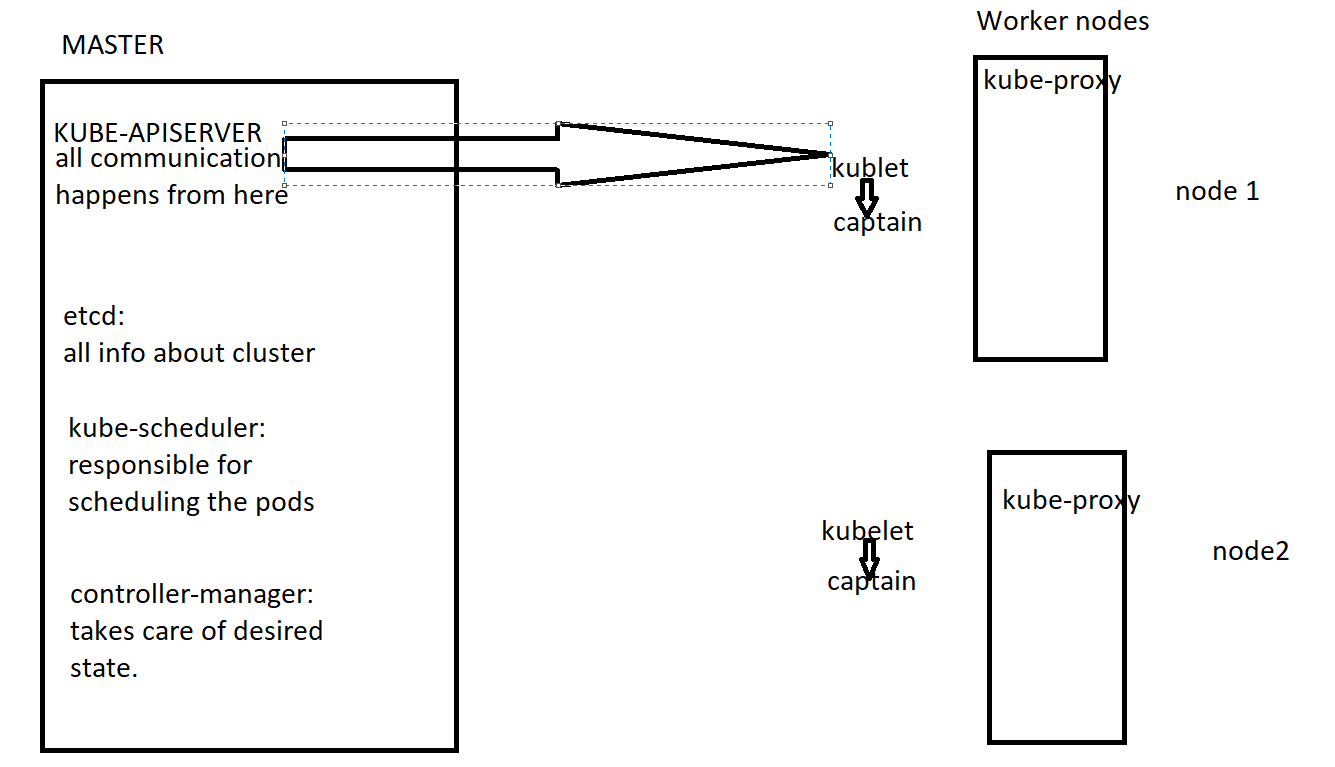 MASTER
KUBE-APISERVER
all communication
happens from here
etcd:
all info about cluster
kube-scheduler:
responsible for
scheduling the pods
controller-manager:
takes care of desired
state.
kublet
captain
kubelet
captain
Worker nodes
kube-proxy
node 1
kube-proxy
node2